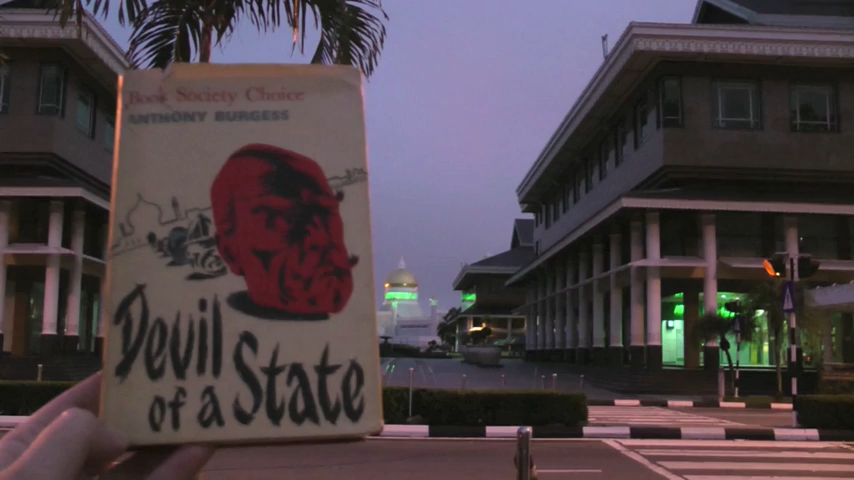 Book Society Choice
ANTHONY BURGESS
Devil
of a State